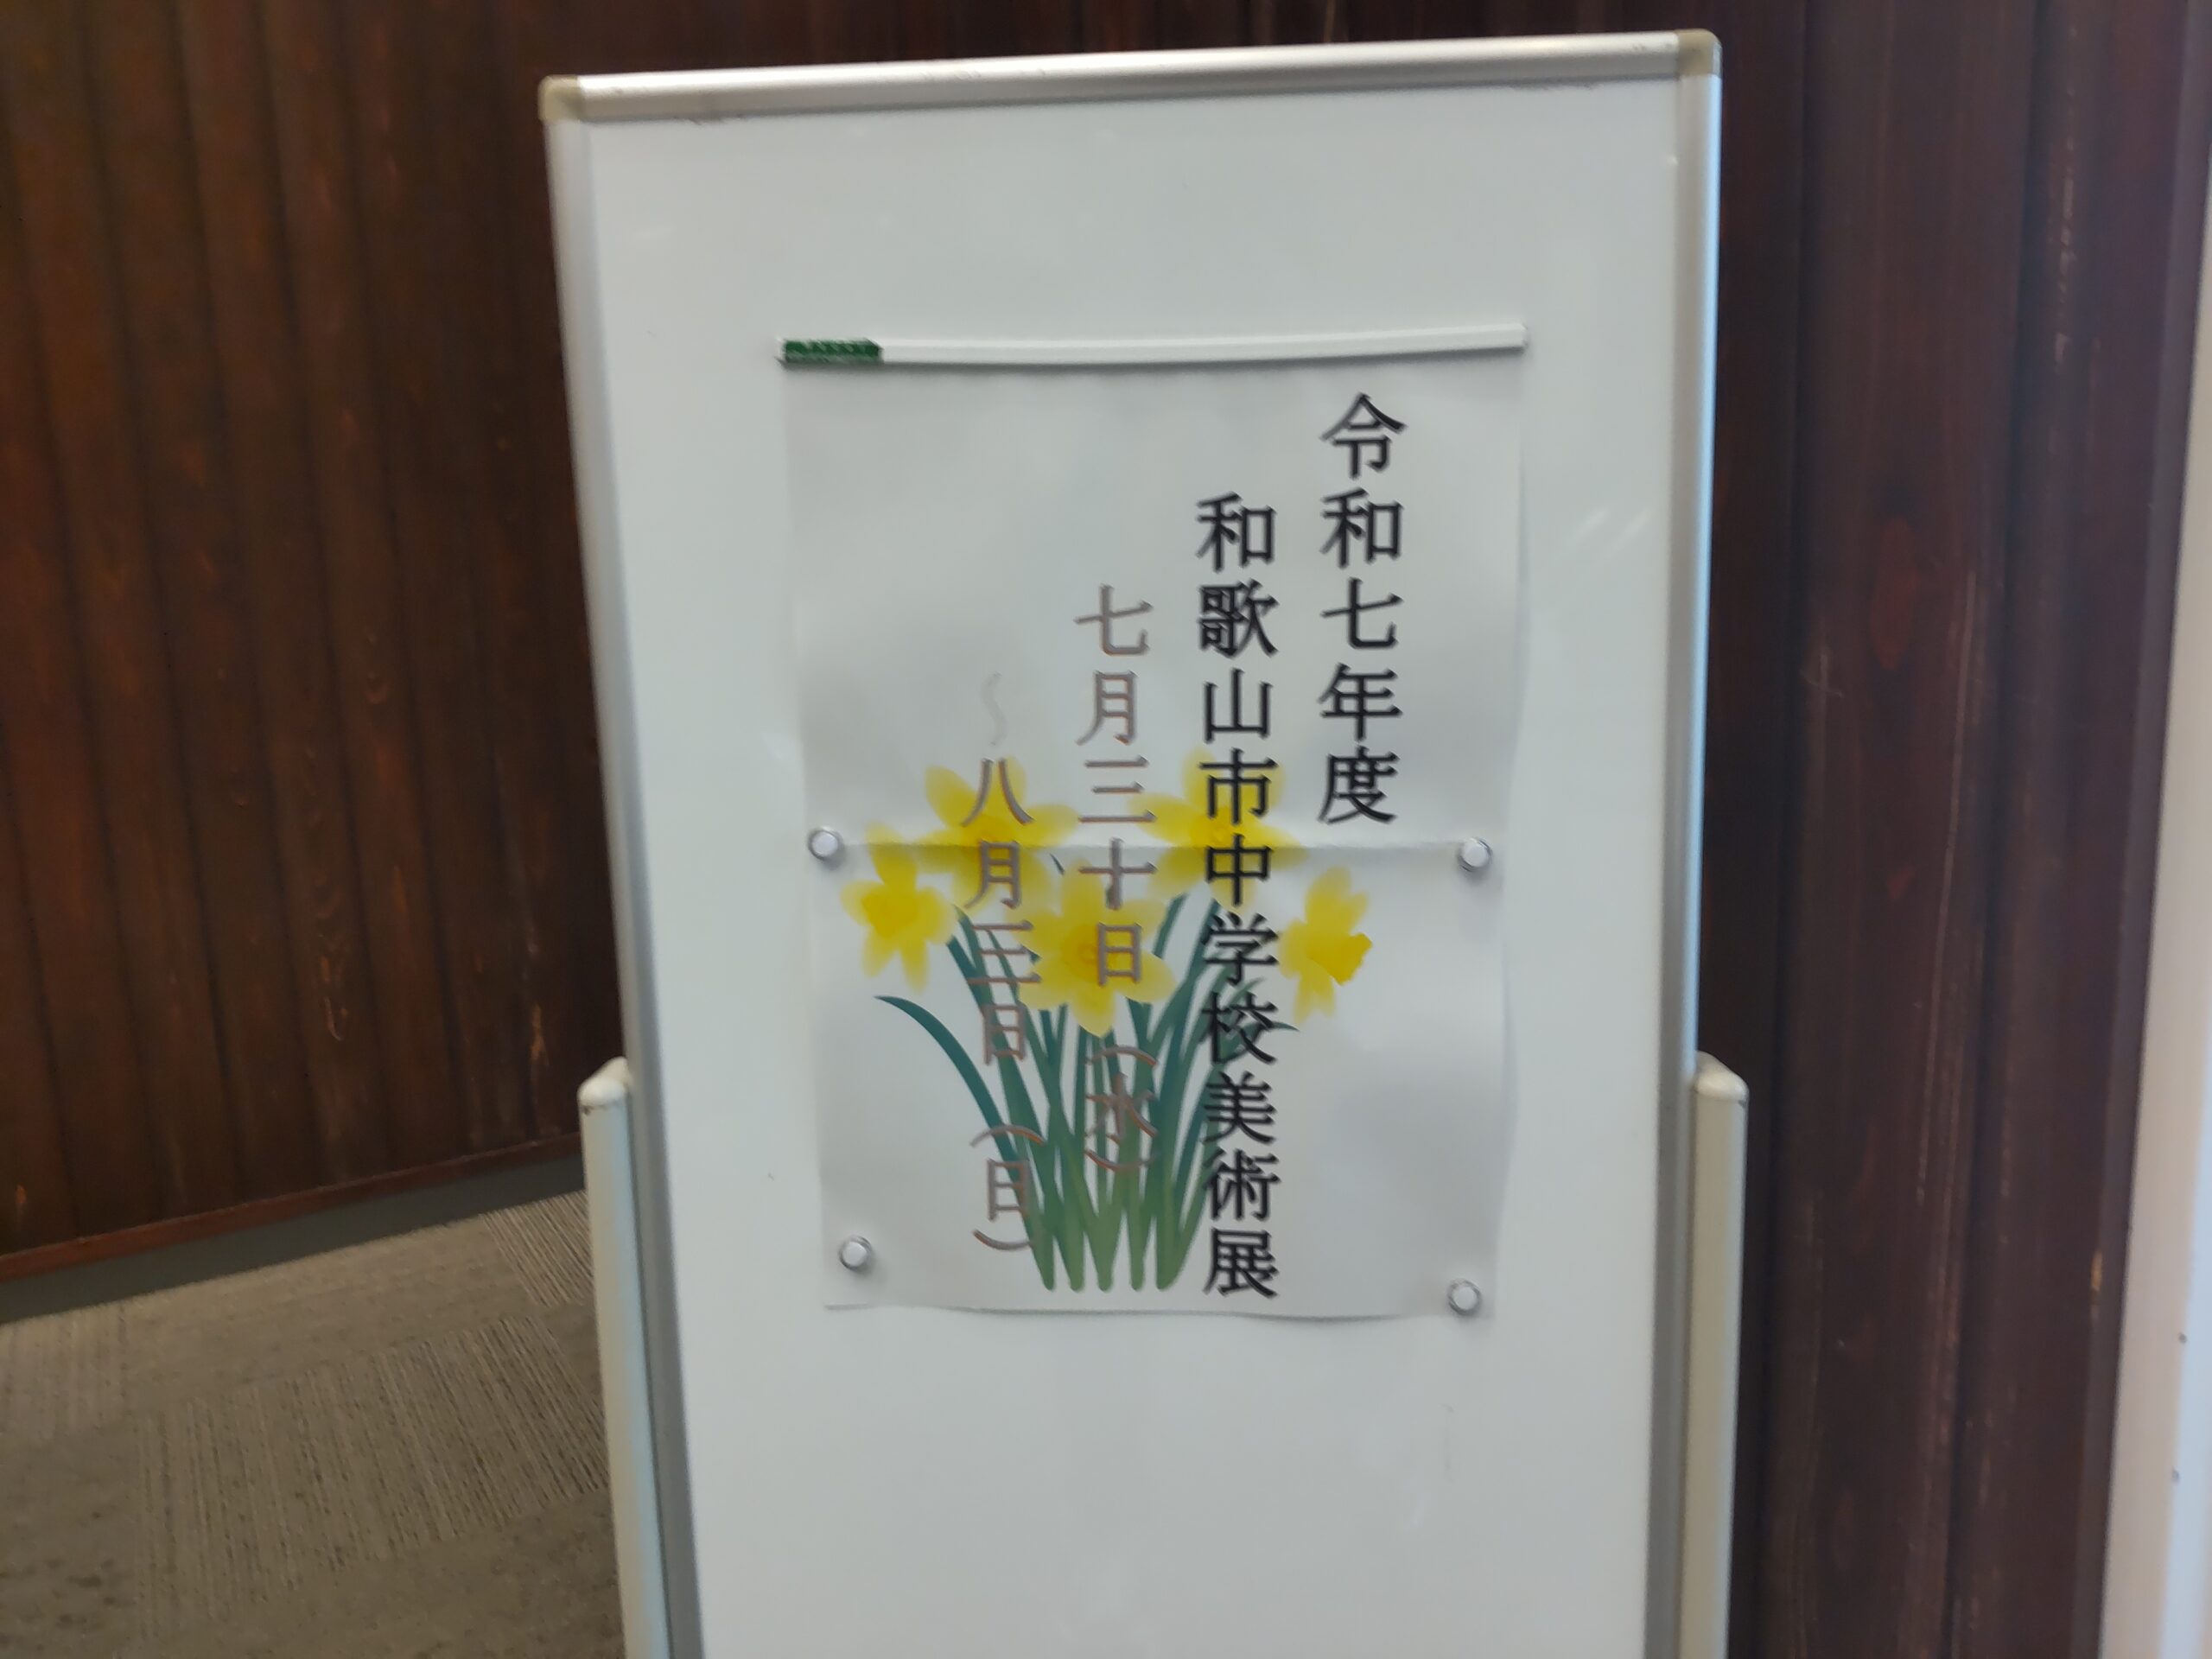 令和七年度
和歌山市中学校美術展
七月三十日(水)
~八月三日(日)